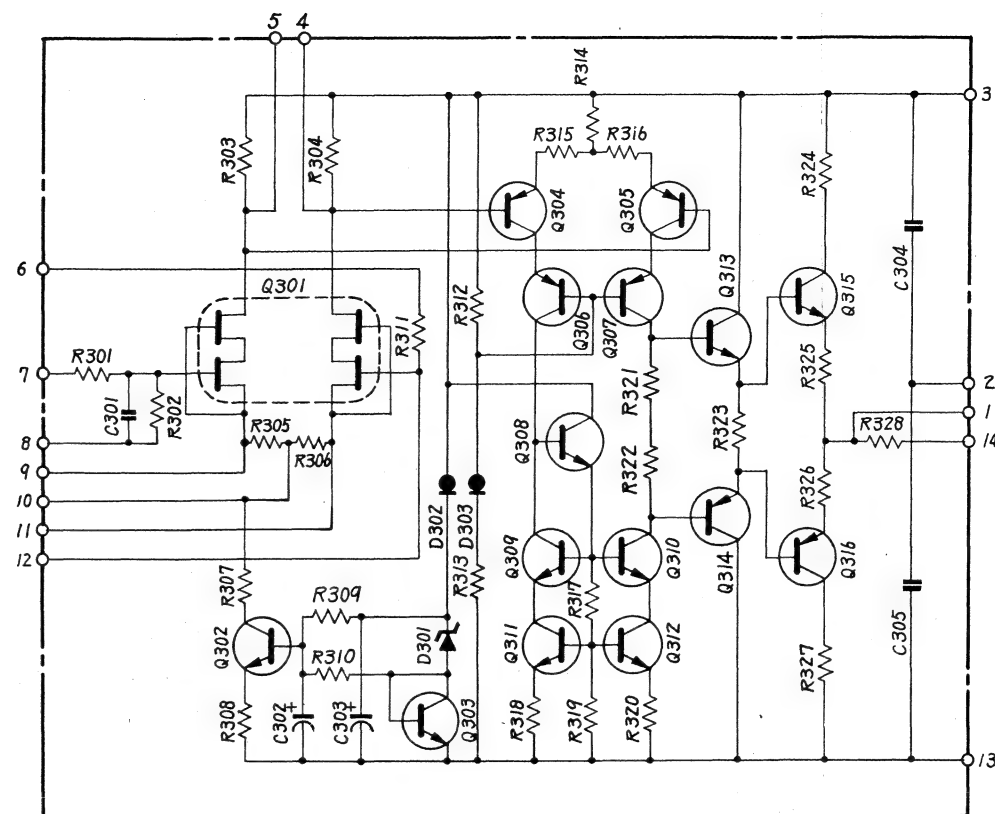 5 4
R314
3
R303
R304
R315 R316
R324
Q304
Q305
C304
6
Q301
Q313
Q315
R312
R311
Q306
Q307
7
R301
R325
2
R321
C301
R302
R305
R323
1
8
R306
Q308
R328
14
9
R322
10
R326
11
D302
D303
12
Q309
Q310
Q314
Q316
R307
R309
R313
R317
C305
Q302
D301
R310
Q311
Q312
R327
R308
C302
+
C303
+
Q303
R318
R319
R320
13